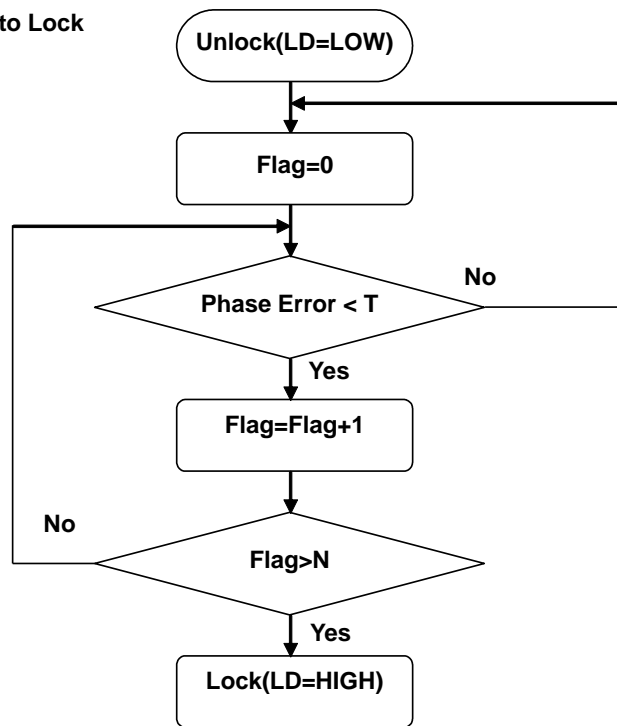 to Lock
Unlock(LD=LOW)
Flag=0
No
Phase Error < T
Yes
Flag=Flag+1
No
Flag>N
Yes
Lock(LD=HIGH)